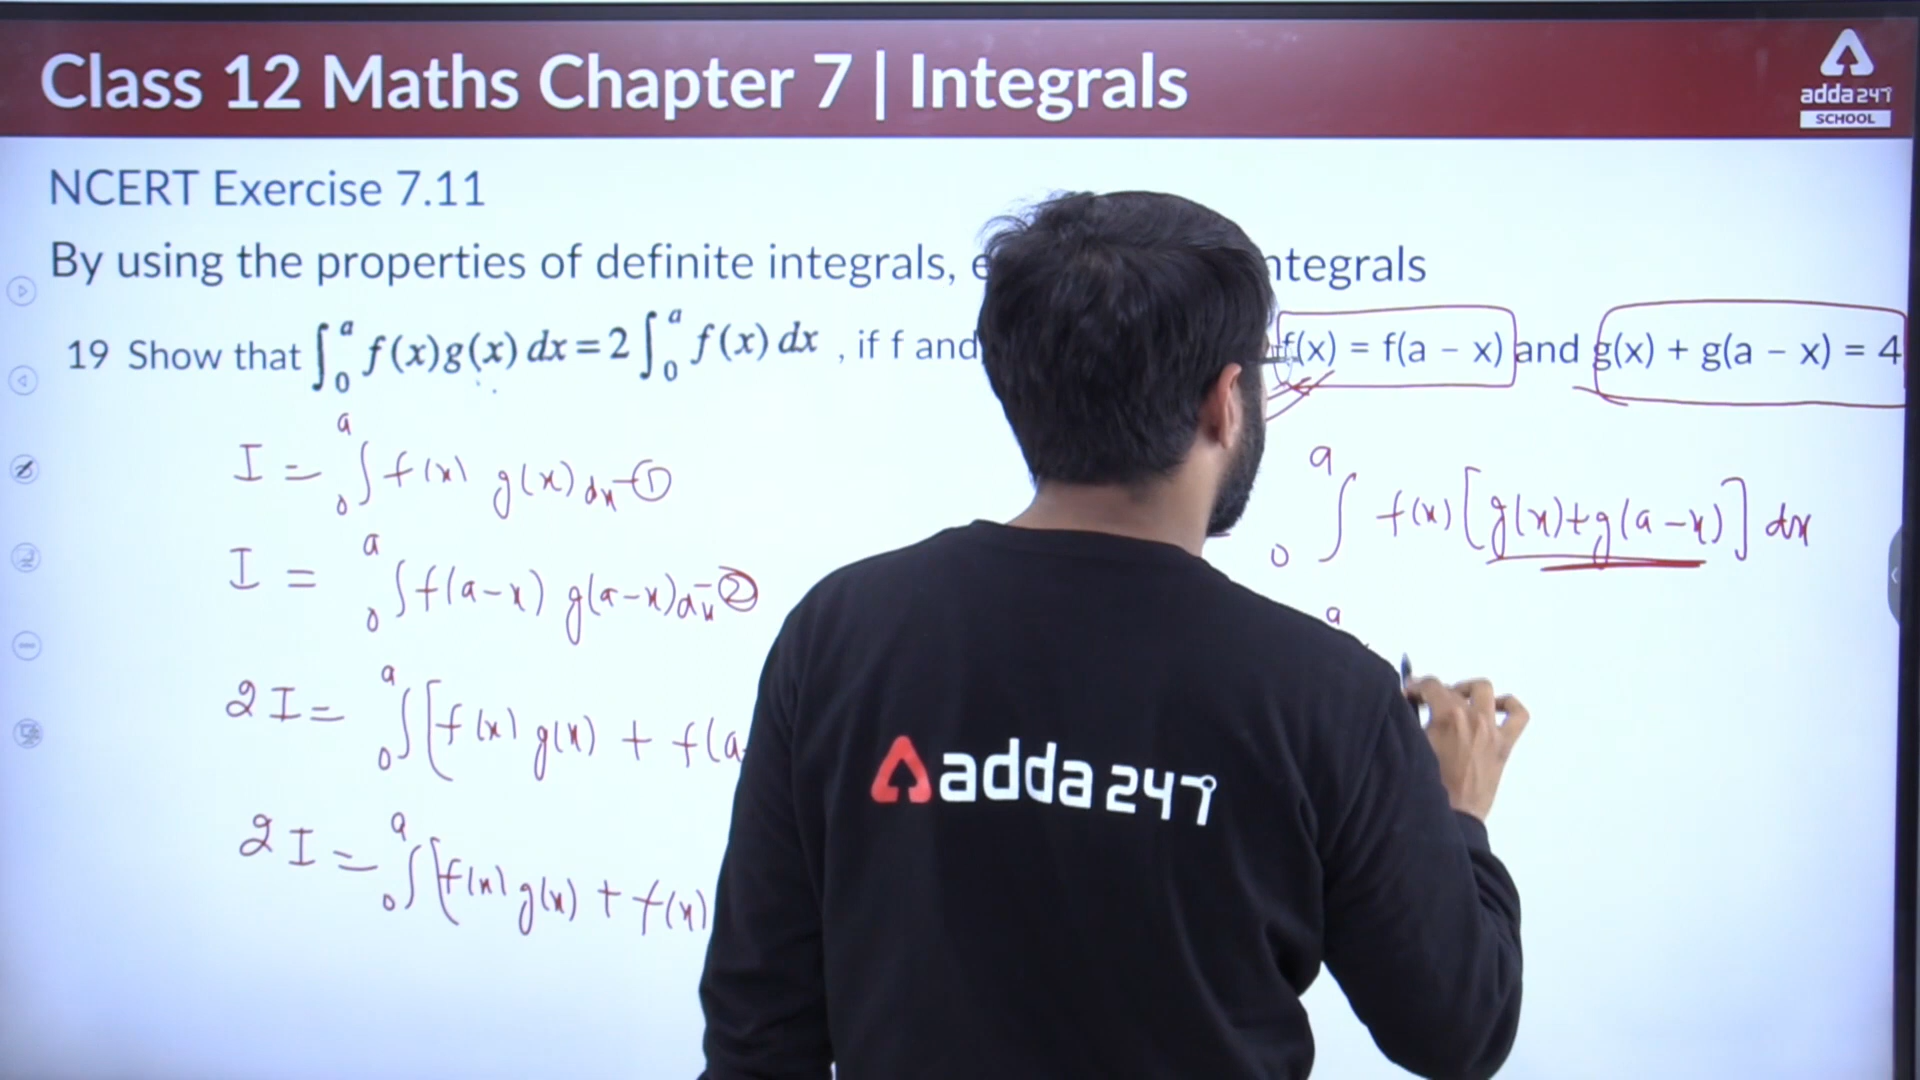 Class 12 Maths Chapter 7 | Integrals
adda247
SCHOOL
NCERT Exercise 7.11
By using the properties of definite integrals, integrals
19 Show that ∫₀ᵃ f(x)g(x) dx = 2∫₀ᵃ f(x) dx , if f and f(x) = f(a – x) and g(x) + g(a – x) = 4
I = ∫₀ᵃ f(x) g(x) dx – ①
I = ∫₀ᵃ f(a–x) g(a–x) dx – ②
2I = ∫₀ᵃ [f(x) g(x) + f(a
2I = ∫₀ᵃ [f(x) g(x) + f(x)
∫₀ᵃ f(x) [g(x)+g(a–x)] dx
a
adda247